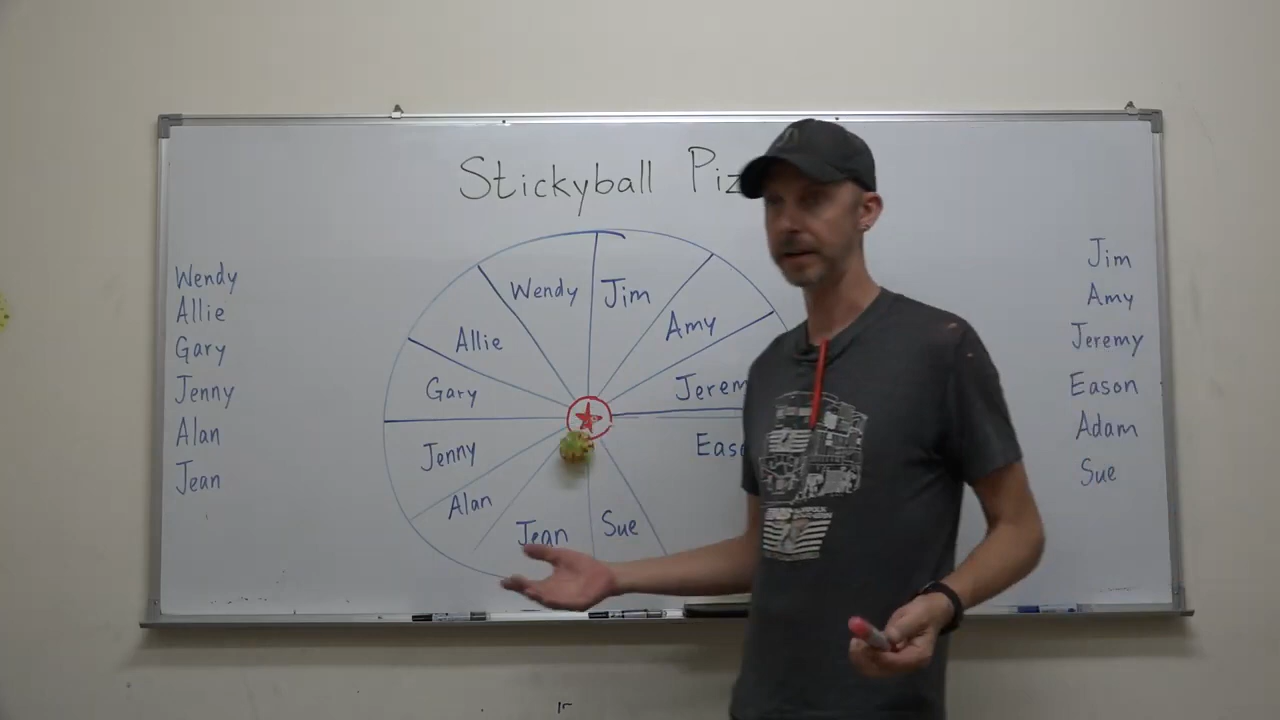 Stickyball Piz
Wendy
Allie
Gary
Jenny
Alan
Jean
Wendy
Jim
Allie
Amy
Gary
Jerem
Jenny
Easo
Alan
Jean
Sue
Jim
Amy
Jeremy
Eason
Adam
Sue